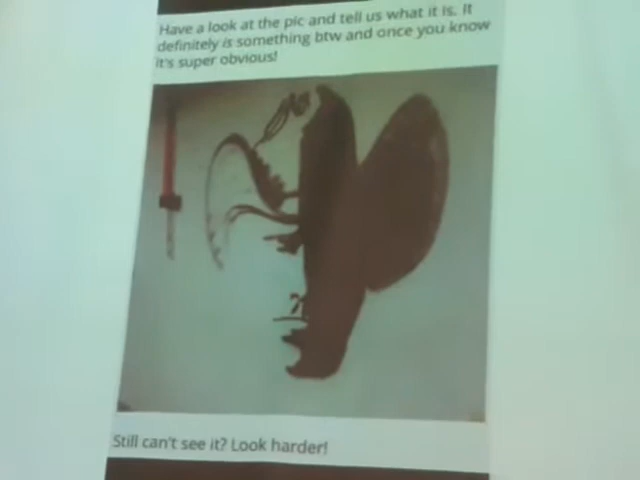 Have a look at the pic and tell us what it is. It
definitely is something btw and once you know
it's super obvious!
Still can't see it? Look harder!